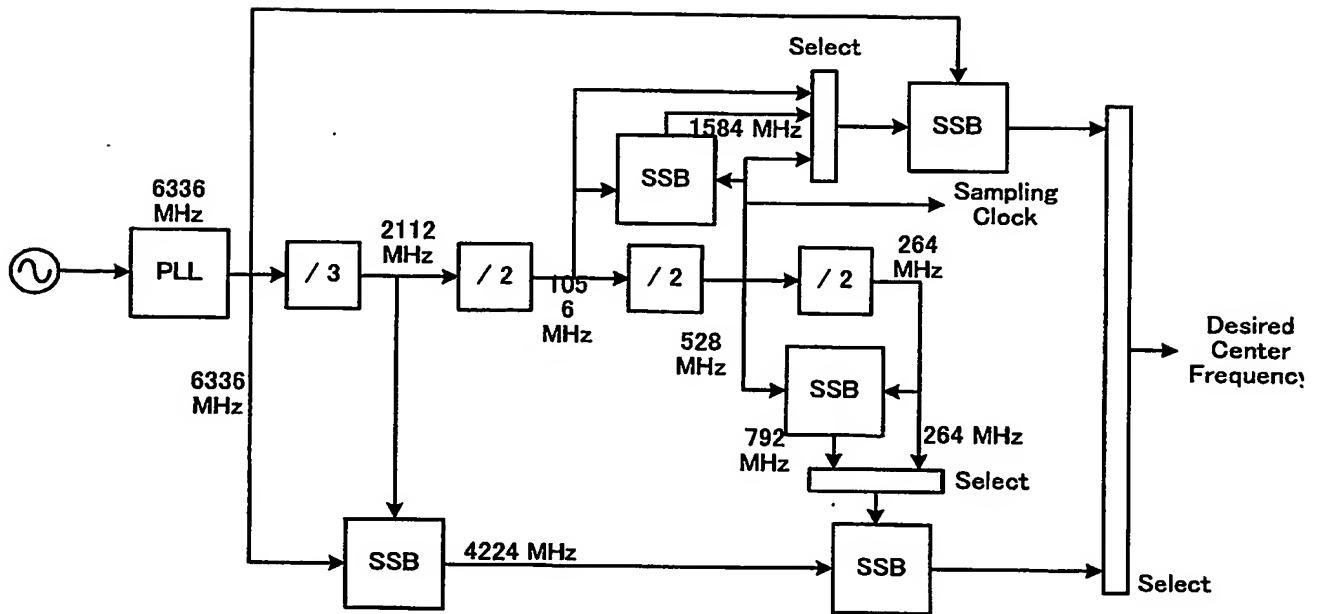 Select
SSB
1584 MHz
SSB
Sampling
Clock
6336
MHz
PLL
/ 3
2112
MHz
/ 2
105
6
MHz
/ 2
/ 2
264
MHz
528
MHz
Desired
Center
Frequency
6336
MHz
SSB
792
MHz
264 MHz
Select
SSB
4224 MHz
SSB
Select